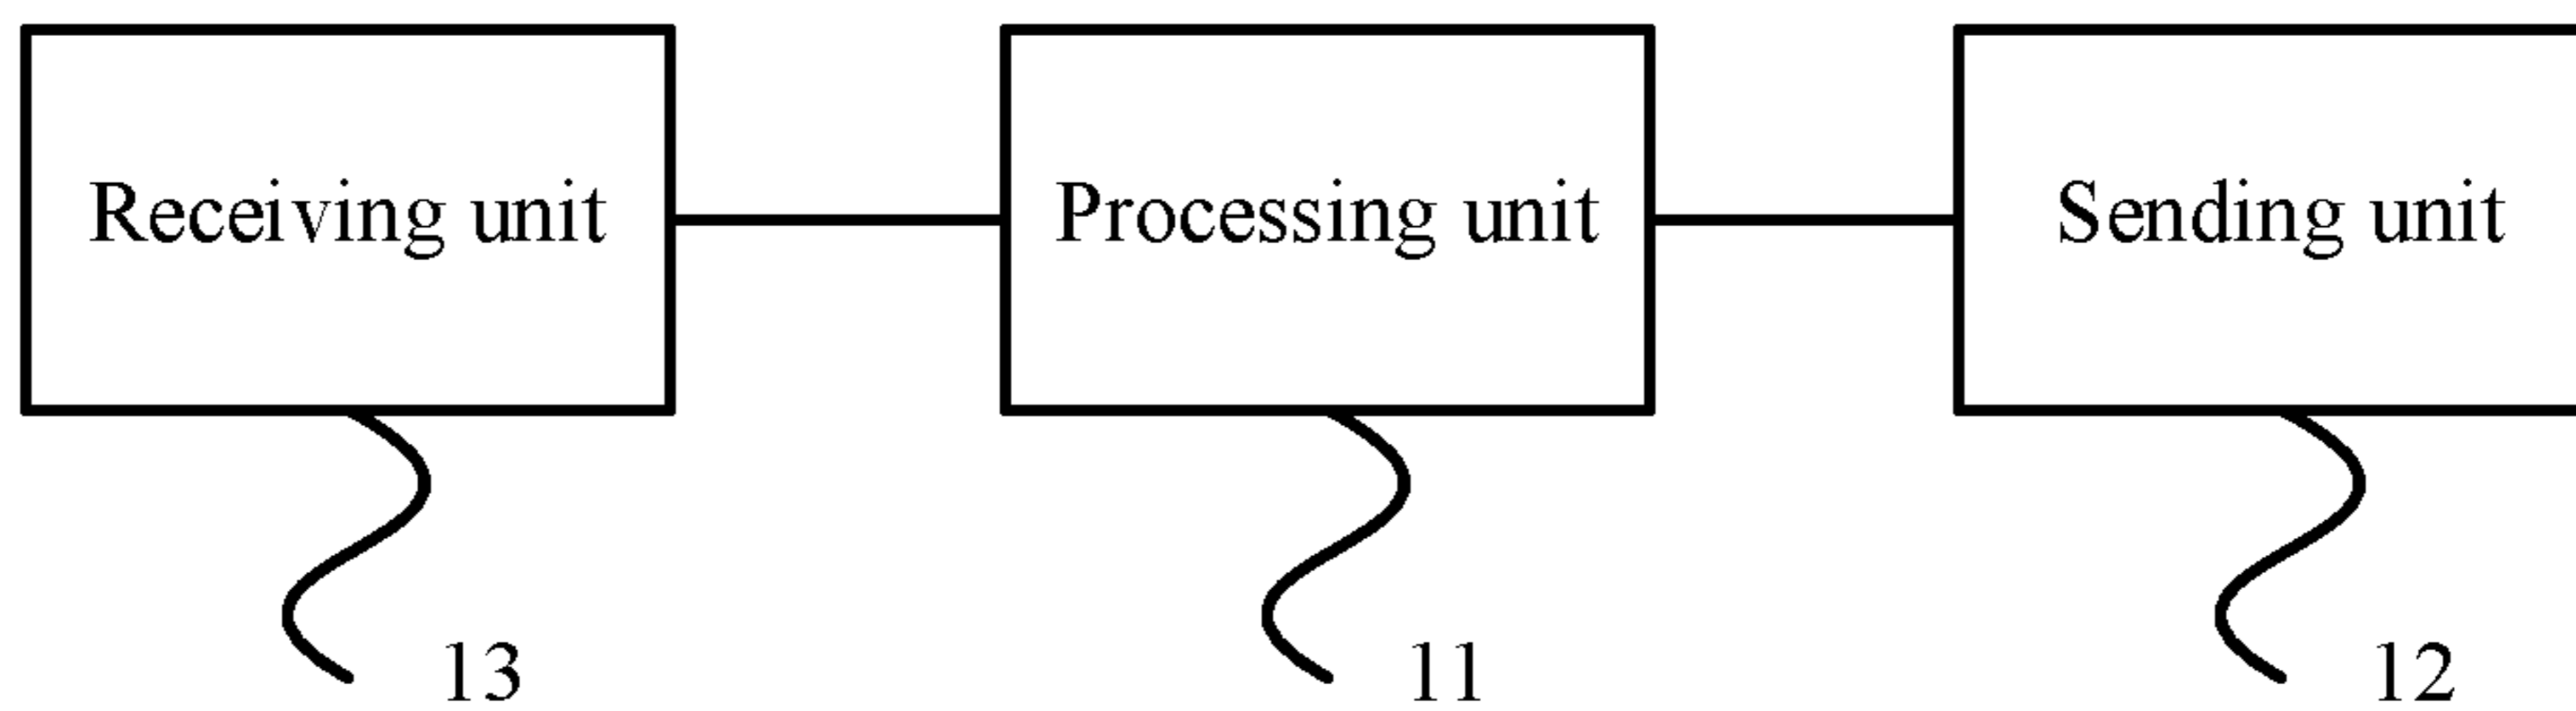 Receiving unit
Processing unit
Sending unit
13
11
12